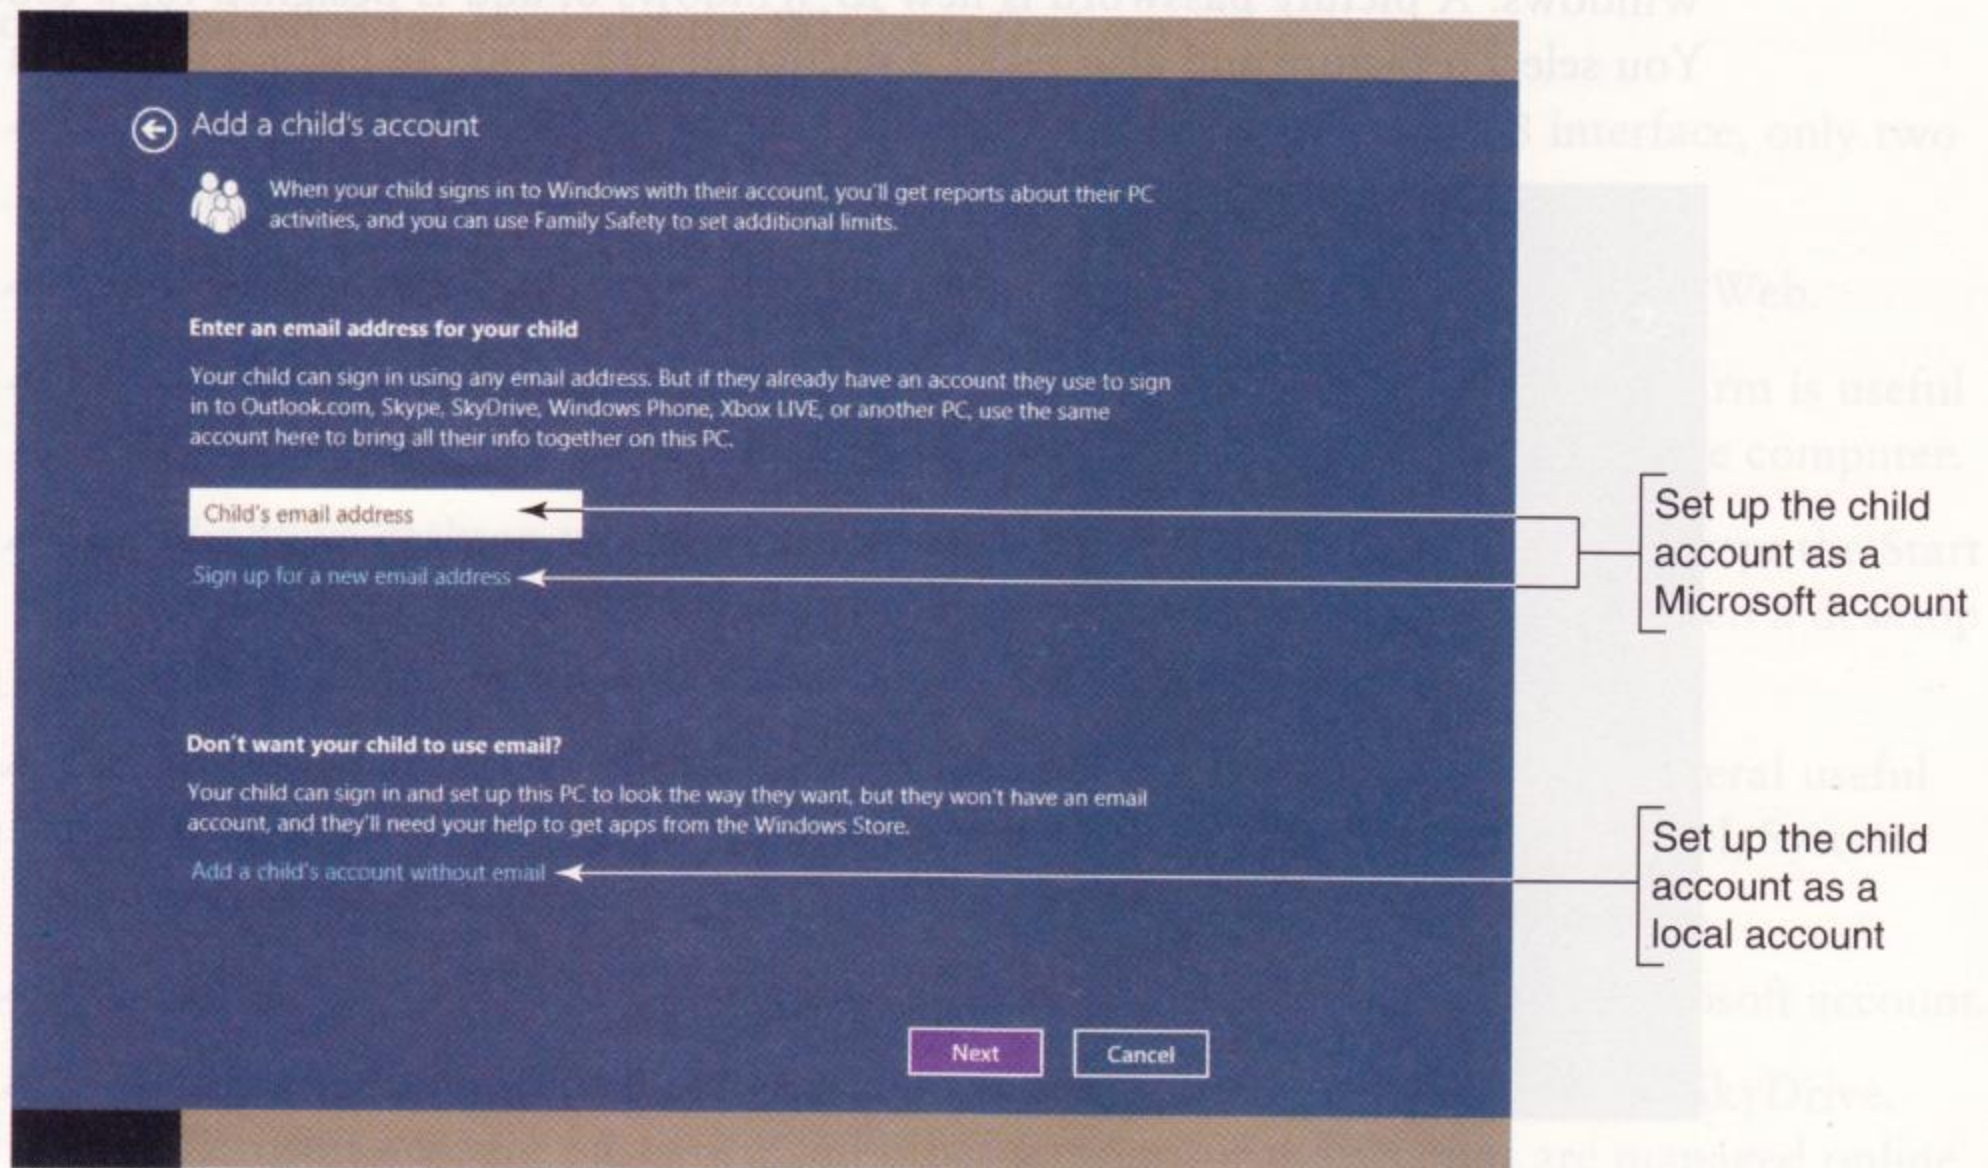 Add a child's account
When your child signs in to Windows with their account, you'll get reports about their PC
activities, and you can use Family Safety to set additional limits.
Enter an email address for your child
Your child can sign in using any email address. But if they already have an account they use to sign
in to Outlook.com, Skype, SkyDrive, Windows Phone, Xbox LIVE, or another PC, use the same
account here to bring all their info together on this PC.
Child's email address
Sign up for a new email address
Set up the child
account as a
Microsoft account
Don't want your child to use email?
Your child can sign in and set up this PC to look the way they want, but they won't have an email
account, and they'll need your help to get apps from the Windows Store.
Add a child's account without email
Set up the child
account as a
local account
Next
Cancel